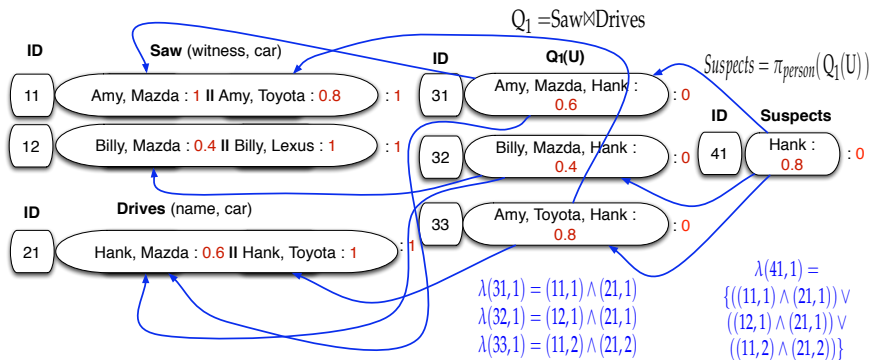 Q1 =Saw⋈Drives
ID
Saw (witness, car)
11
Amy, Mazda : 1 II Amy, Toyota : 0.8
: 1
12
Billy, Mazda : 0.4 II Billy, Lexus : 1
: 1
ID
Drives (name, car)
21
Hank, Mazda : 0.6 II Hank, Toyota : 1
: 1
ID
Q1(U)
31
Amy, Mazda, Hank :
0.6
: 0
32
Billy, Mazda, Hank :
0.4
: 0
33
Amy, Toyota, Hank :
0.8
: 0
λ(31,1) = (11,1) ∧ (21,1)
λ(32,1) = (12,1) ∧ (21,1)
λ(33,1) = (11,2) ∧ (21,2)
Suspects = πperson(Q1(U))
ID
Suspects
41
Hank :
0.8
: 0
λ(41,1) =
{((11,1) ∧ (21,1)) ∨
((12,1) ∧ (21,1)) ∨
((11,2) ∧ (21,2))}